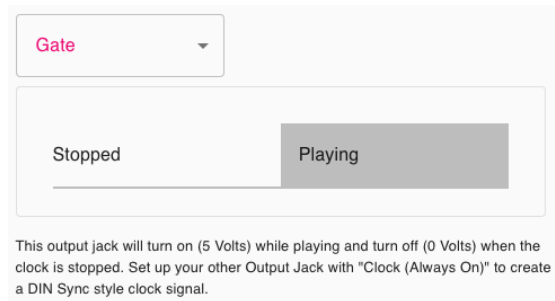 Gate
Stopped
Playing
This output jack will turn on (5 Volts) while playing and turn off (0 Volts) when the
clock is stopped. Set up your other Output Jack with "Clock (Always On)" to create
a DIN Sync style clock signal.